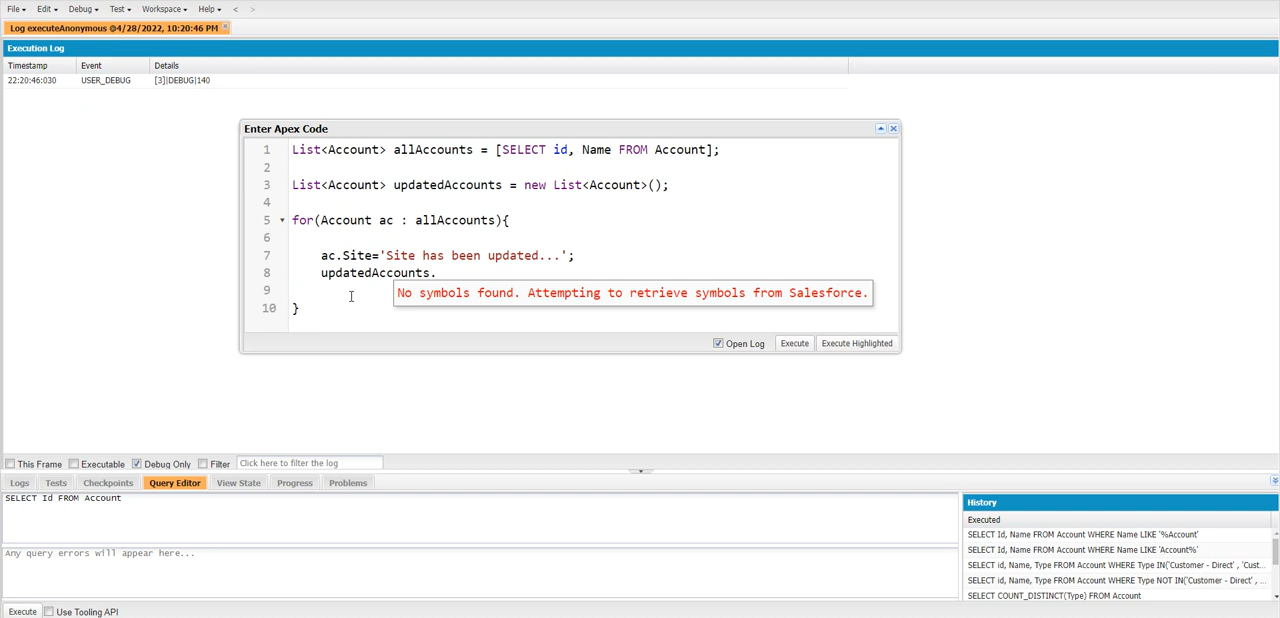 File Edit Debug Test Workspace Help < >
Log executeAnonymous @4/28/2022, 10:20:46 PM
Execution Log
Timestamp Event Details
22:20:46:030 USER_DEBUG [3]|DEBUG|140
Enter Apex Code
1 List<Account> allAccounts = [SELECT id, Name FROM Account];
2
3 List<Account> updatedAccounts = new List<Account>();
4
5 for(Account ac : allAccounts){
6
7 ac.Site='Site has been updated...';
8 updatedAccounts.
9 No symbols found. Attempting to retrieve symbols from Salesforce.
10 }
Open Log Execute Execute Highlighted
This Frame Executable Debug Only Filter Click here to filter the log
Logs Tests Checkpoints Query Editor View State Progress Problems
SELECT Id FROM Account
Any query errors will appear here...
History
Executed
SELECT Id, Name FROM Account WHERE Name LIKE '%Account'
SELECT Id, Name FROM Account WHERE Name LIKE 'Account%'
SELECT id, Name, Type FROM Account WHERE Type IN('Customer - Direct' , 'Cust...
SELECT id, Name, Type FROM Account WHERE Type NOT IN('Customer - Direct' , ...
SELECT COUNT_DISTINCT(Type) FROM Account
Execute Use Tooling API